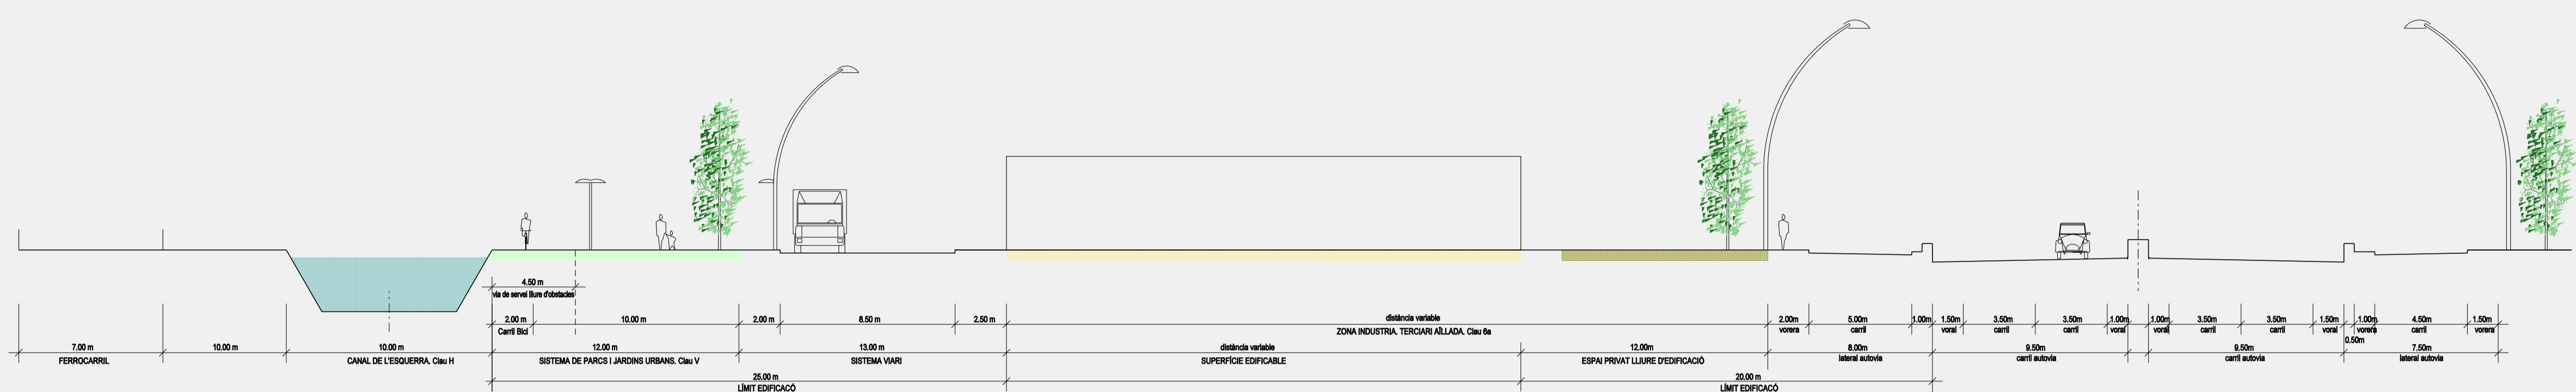 4.50 m
via de servei lliure d'obstacles
2.00 m 10.00 m 2.00 m 8.50 m 2.50 m distància variable 2.00m 5.00m 1.00m 1.50m 3.50m 3.50m 1.00m 1.00m 3.50m 3.50m 1.50m 1.00m 4.50m 1.50m
Carril Bici ZONA INDUSTRIA. TERCIARI AÏLLADA. Clau 6a vorera carril voral carril carril voral voral carril carril voral vorera carril vorera
0.50m
7.00 m 10.00 m 10.00 m 12.00 m 13.00 m distància variable 12.00m 8.00m 9.50m 9.50m 7.50m
FERROCARRIL CANAL DE L'ESQUERRA. Clau H SISTEMA DE PARCS I JARDINS URBANS. Clau V SISTEMA VIARI SUPERFÍCIE EDIFICABLE ESPAI PRIVAT LLIURE D'EDIFICACIÓ lateral autovia carril autovia carril autovia lateral autovia
25.00 m 20.00 m
LÍMIT EDIFICACÓ LÍMIT EDIFICACÓ